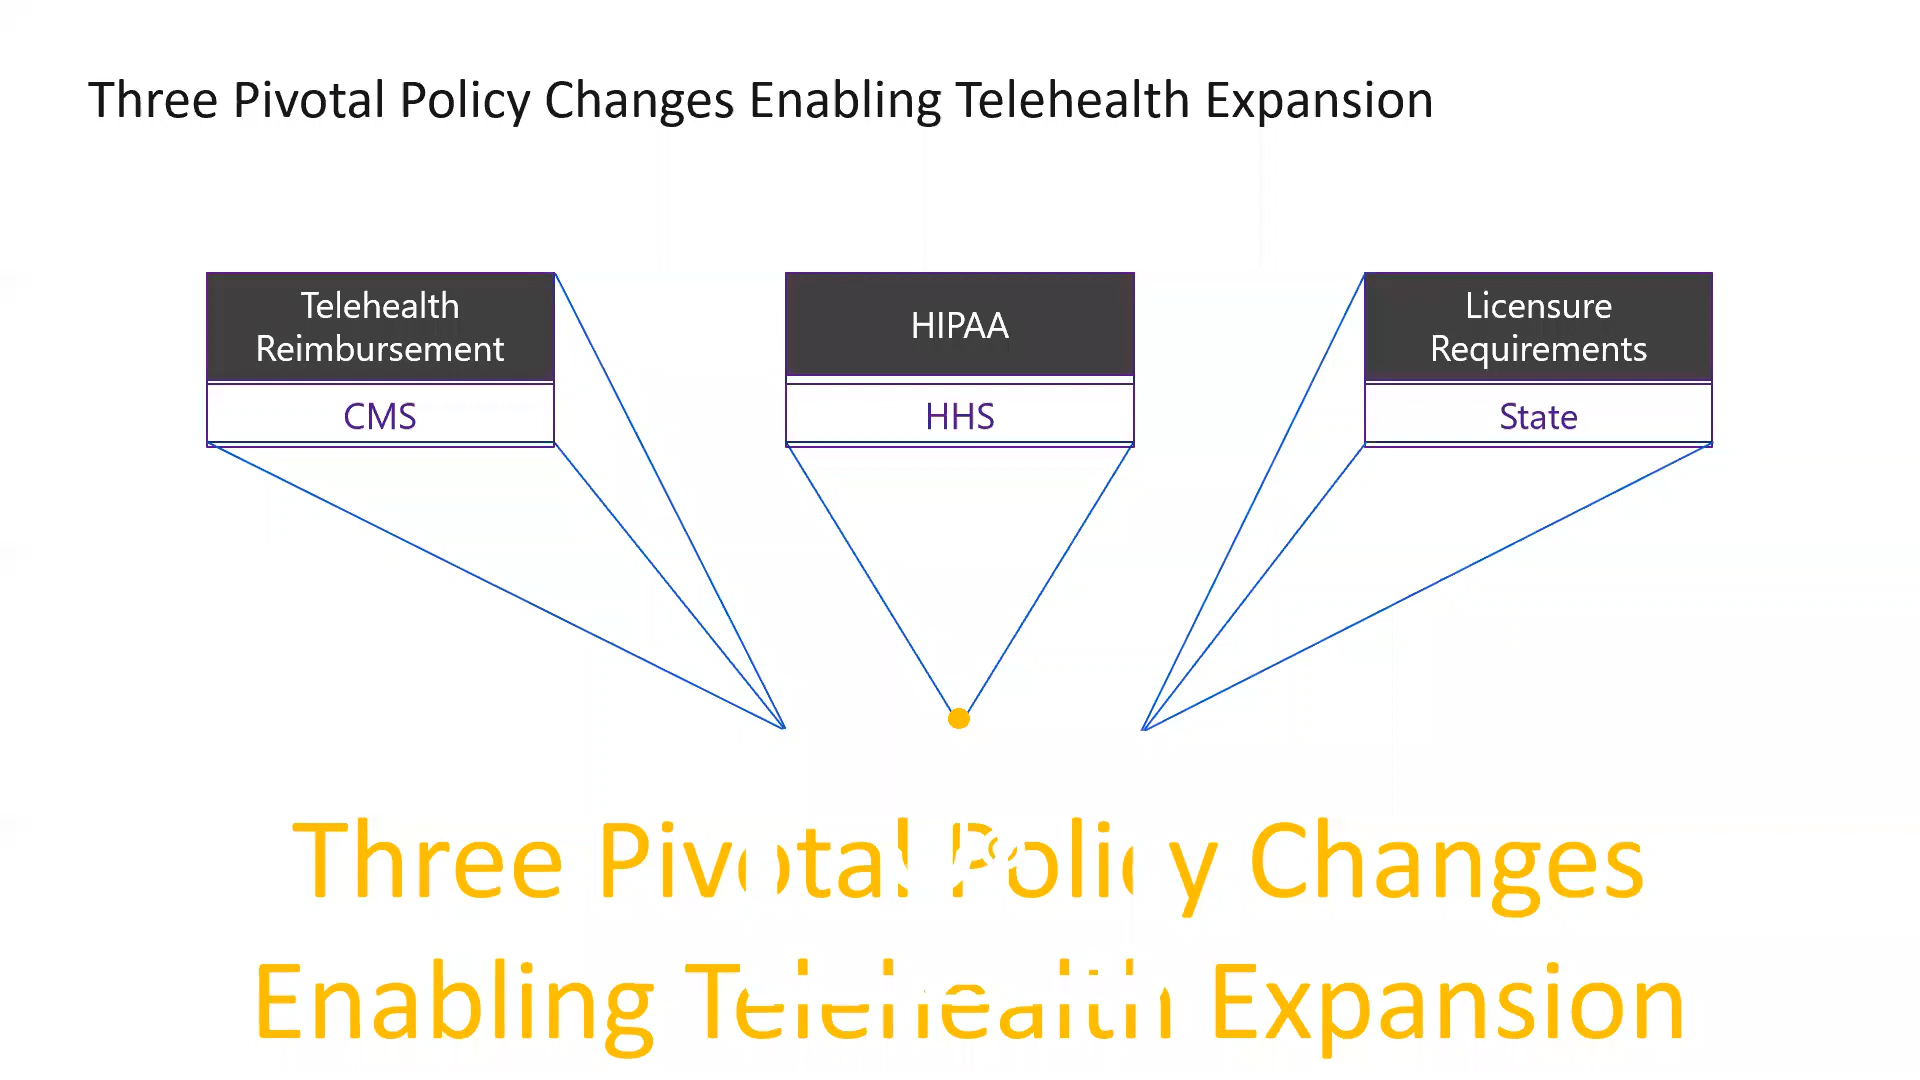 Three Pivotal Policy Changes Enabling Telehealth Expansion
Telehealth
Reimbursement
CMS
HIPAA
HHS
Licensure
Requirements
State
Three Pivotal Policy Changes
Enabling Telehealth Expansion